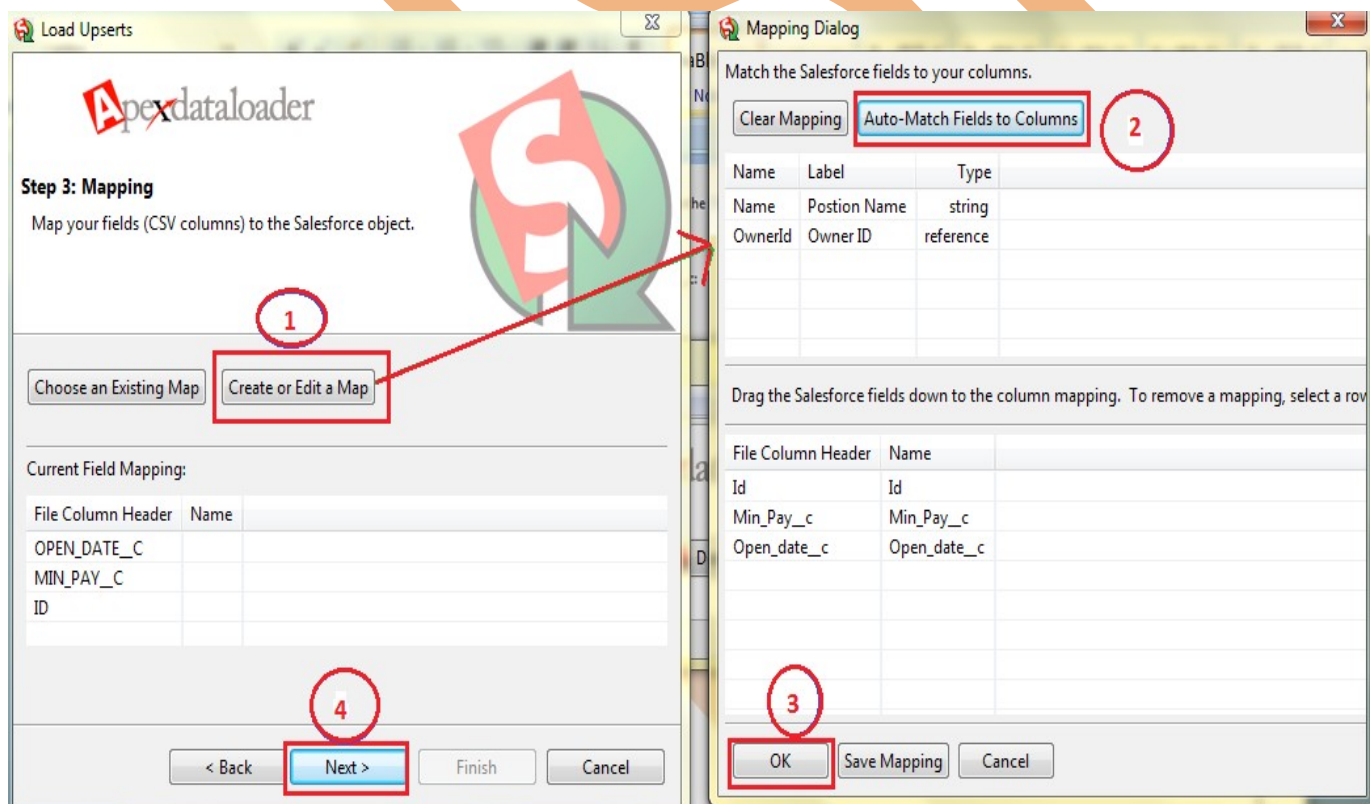 Load Upserts
Apexdataloader
Step 3: Mapping
Map your fields (CSV columns) to the Salesforce object.
1
Choose an Existing Map Create or Edit a Map
Current Field Mapping:
File Column Header Name
OPEN_DATE__C
MIN_PAY__C
ID
4
< Back Next > Finish Cancel
Mapping Dialog
Match the Salesforce fields to your columns.
Clear Mapping Auto-Match Fields to Columns 2
Name Label Type
Name Postion Name string
OwnerId Owner ID reference
Drag the Salesforce fields down to the column mapping. To remove a mapping, select a row
File Column Header Name
Id Id
Min_Pay__c Min_Pay__c
Open_date__c Open_date__c
3
OK Save Mapping Cancel